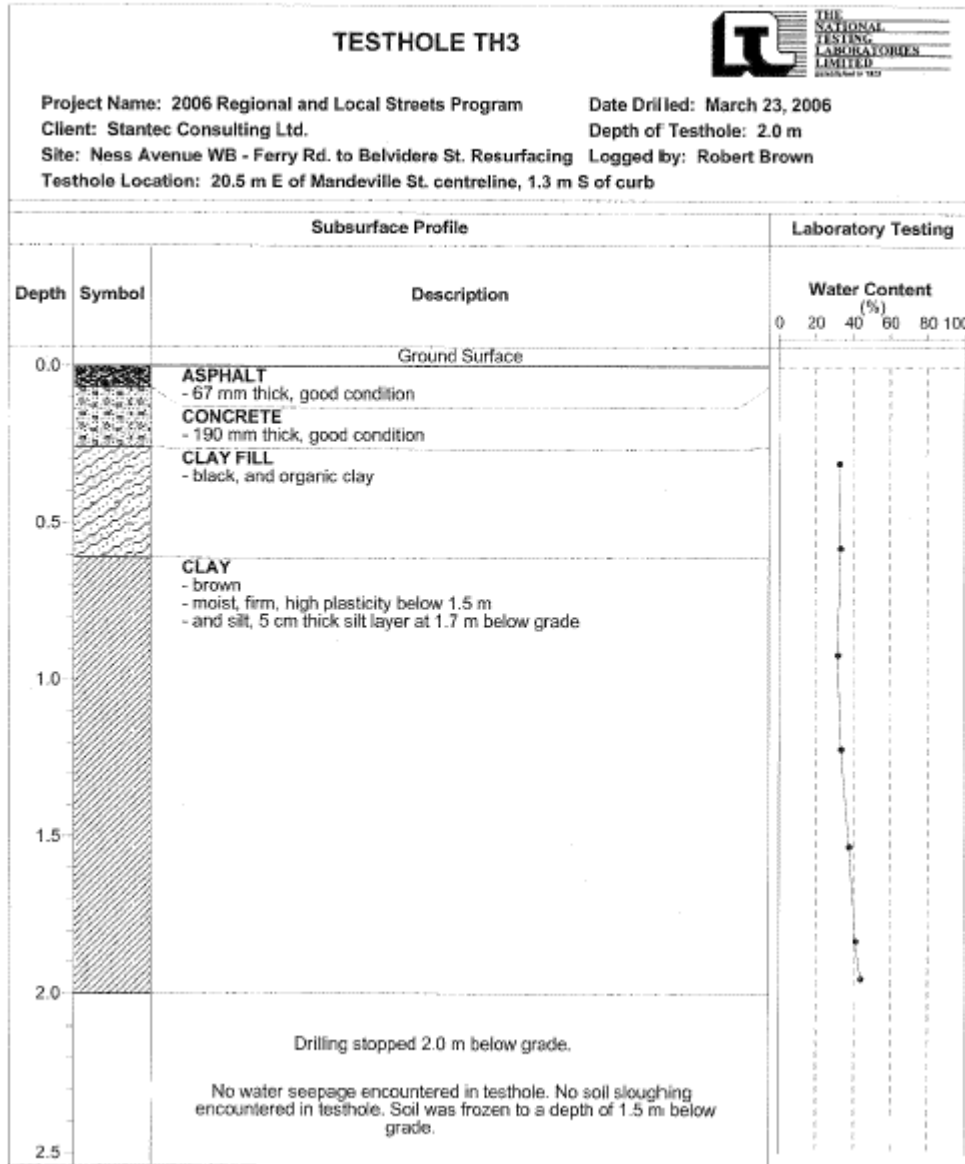 TESTHOLE TH3
THE
NATIONAL
TESTING
LABORATORIES
LIMITED
established in 1923
Project Name: 2006 Regional and Local Streets Program
Date Drilled: March 23, 2006
Client: Stantec Consulting Ltd.
Depth of Testhole: 2.0 m
Site: Ness Avenue WB - Ferry Rd. to Belvidere St. Resurfacing
Logged by: Robert Brown
Testhole Location: 20.5 m E of Mandeville St. centreline, 1.3 m S of curb
Subsurface Profile
Laboratory Testing
Depth
Symbol
Description
Water Content
(%)
0 20 40 60 80 100
Ground Surface
0.0
ASPHALT
- 67 mm thick, good condition
CONCRETE
- 190 mm thick, good condition
CLAY FILL
- black, and organic clay
0.5
CLAY
- brown
- moist, firm, high plasticity below 1.5 m
- and silt, 5 cm thick silt layer at 1.7 m below grade
1.0
1.5
2.0
Drilling stopped 2.0 m below grade.
No water seepage encountered in testhole. No soil sloughing
encountered in testhole. Soil was frozen to a depth of 1.5 m below
grade.
2.5